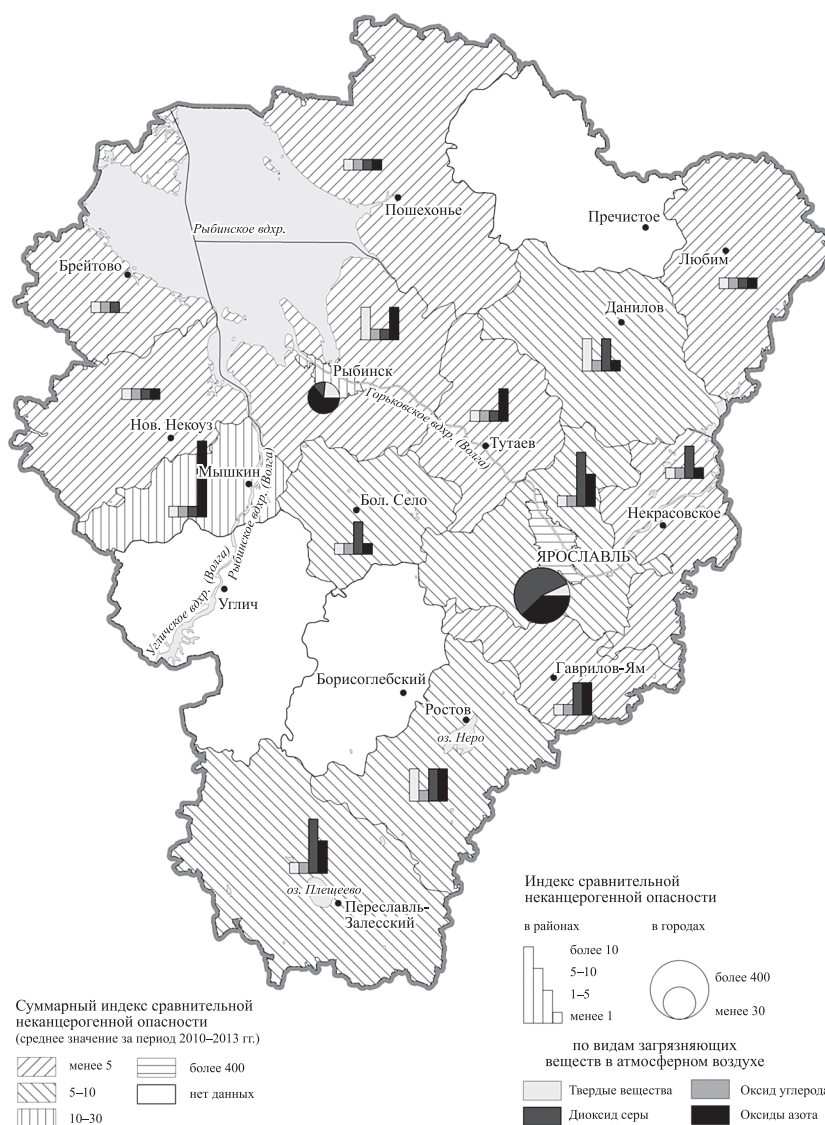 Пошехонье
Пречистое
Рыбинское вдхр.
Брейтово
Любим
Данилов
Рыбинск
Горьковское вдхр. (Волга)
Нов. Некоуз
Тутаев
Мышкин
Рыбинское вдхр. (Волга)
Бол. Село
Некрасовское
ЯРОСЛАВЛЬ
Угличское вдхр. (Волга)
Углич
Борисоглебский
Гаврилов-Ям
Ростов
оз. Неро
оз. Плещеево
Переславль-
Залесский
Суммарный индекс сравнительной
неканцерогенной опасности
(среднее значение за период 2010–2013 гг.)
менее 5
5–10
10–30
более 400
нет данных
Индекс сравнительной
неканцерогенной опасности
в районах
в городах
более 10
5–10
1–5
менее 1
более 400
менее 30
по видам загрязняющих
веществ в атмосферном воздухе
Твердые вещества
Оксид углерода
Диоксид серы
Оксиды азота